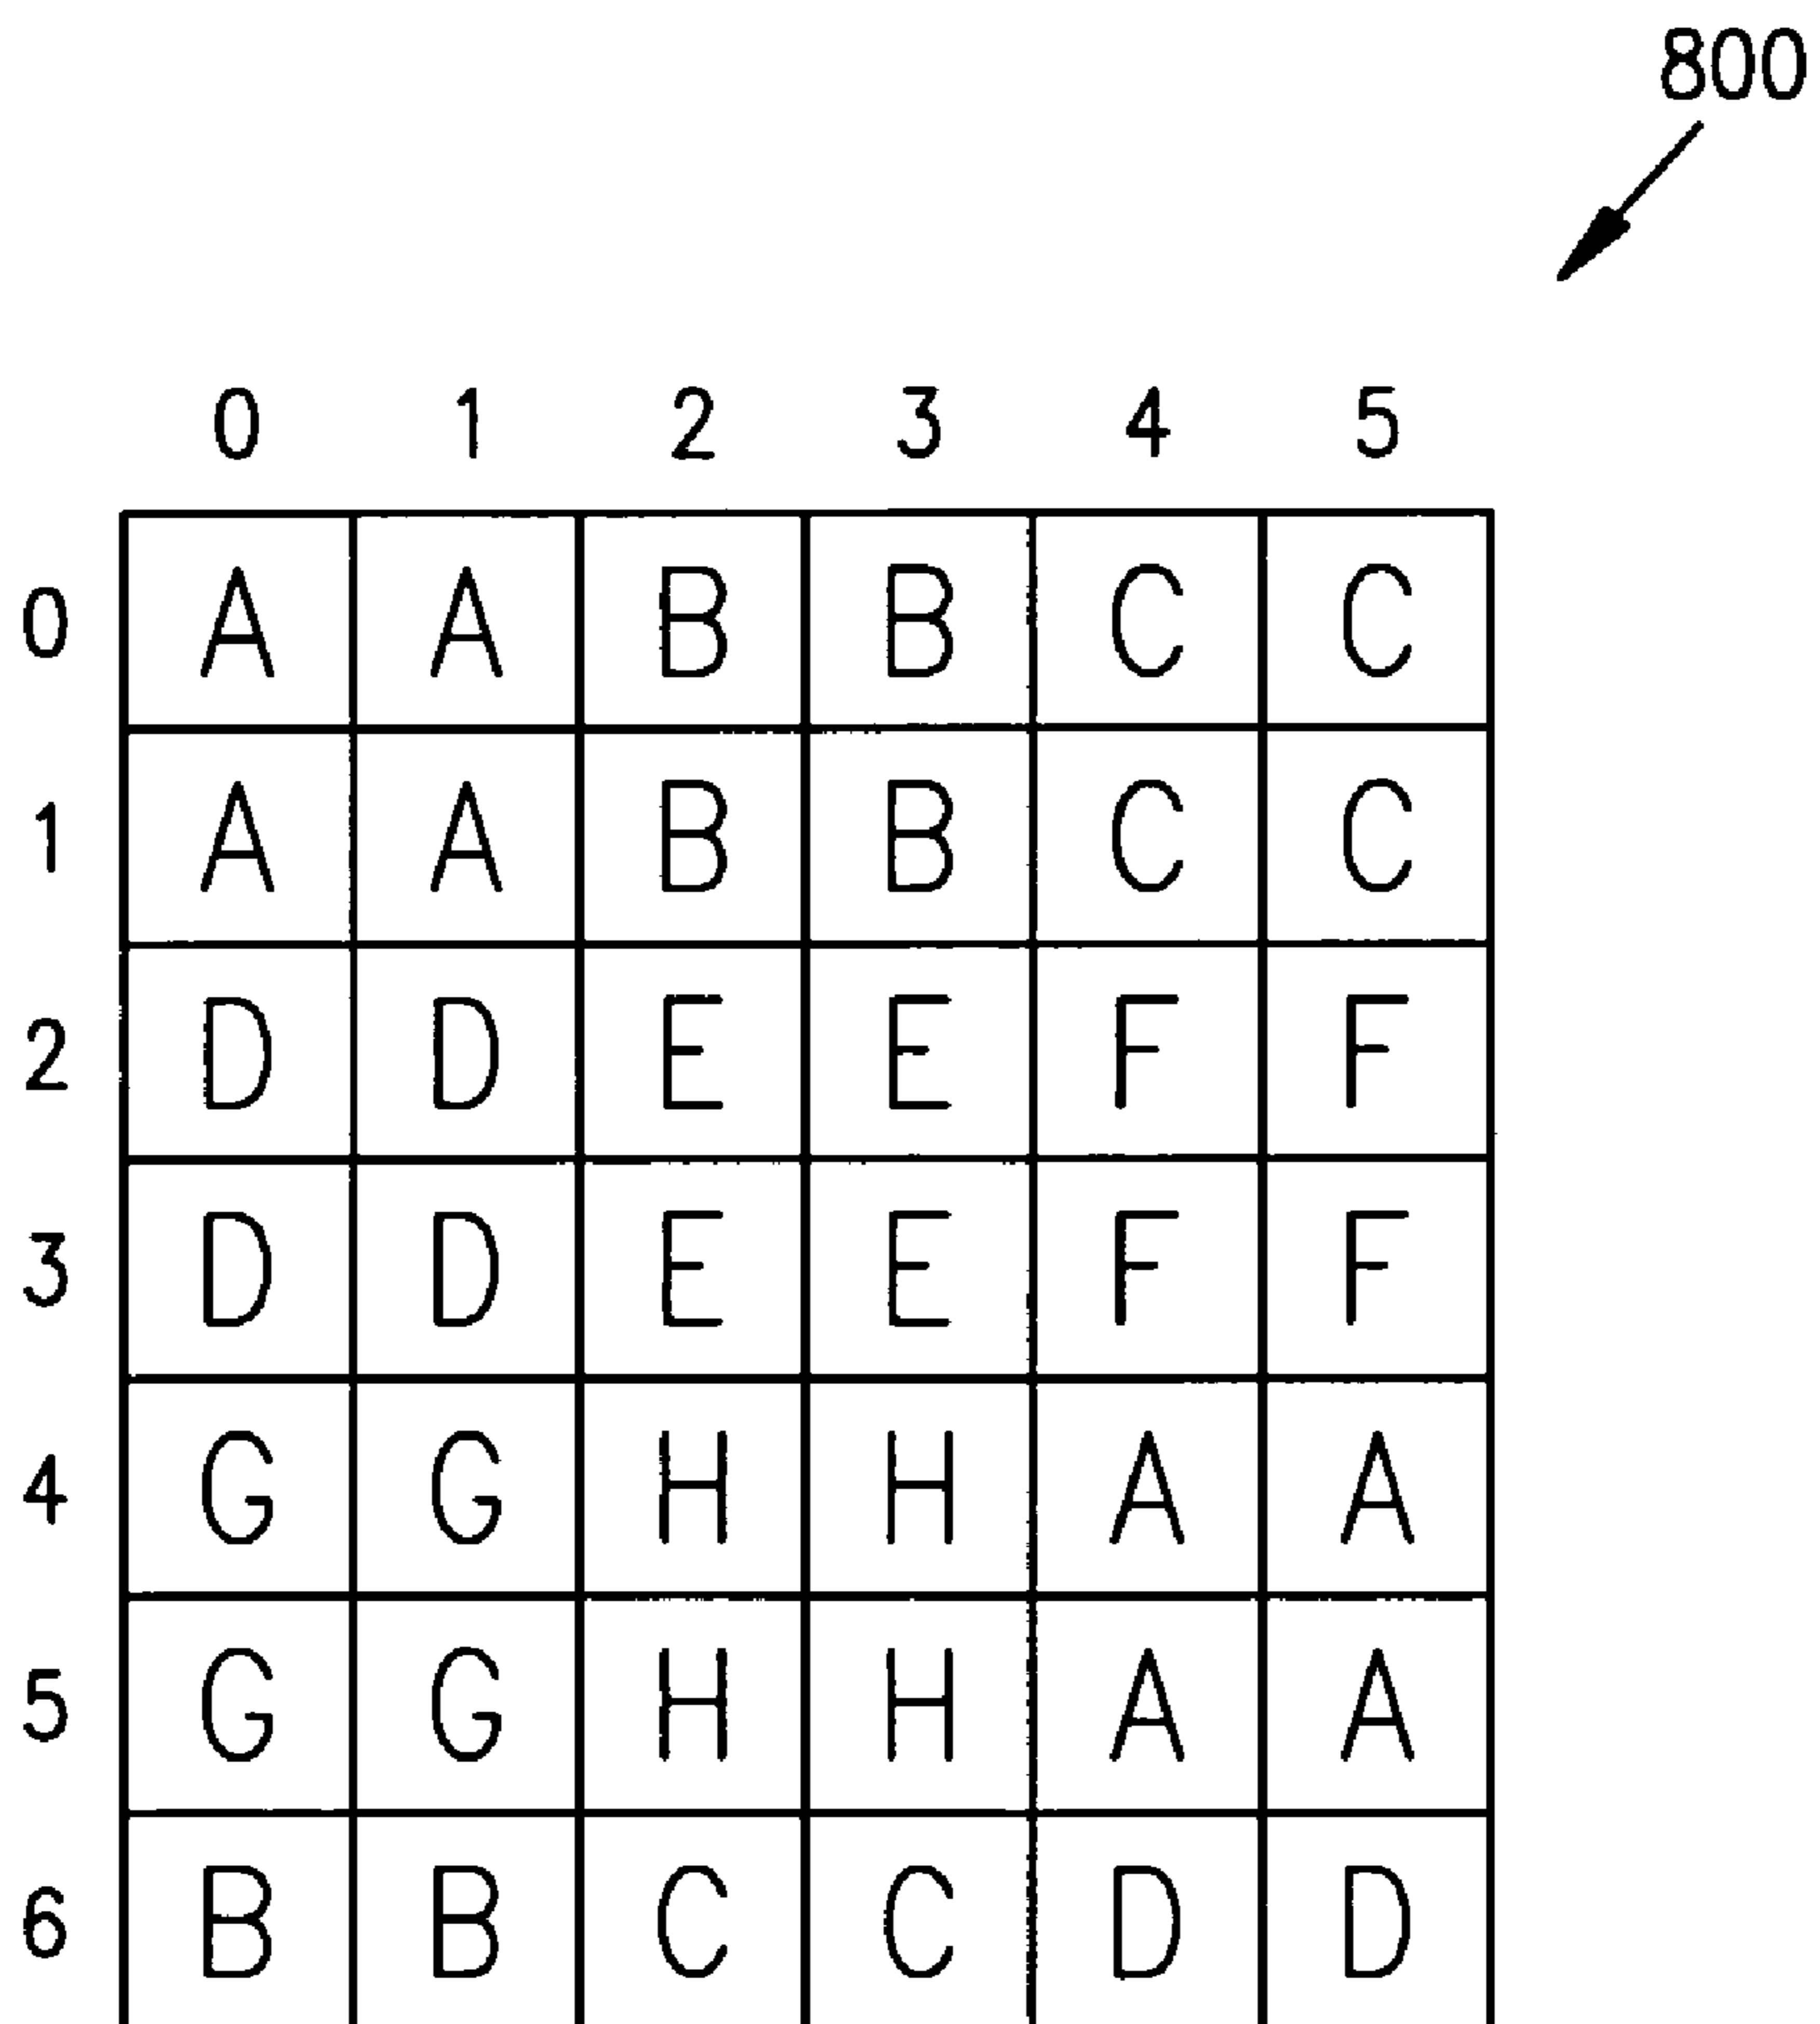 800
0 1 2 3 4 5
0 A A B B C C
1 A A B B C C
2 D D E E F F
3 D D E E F F
4 G G H H A A
5 G G H H A A
6 B B C C D D